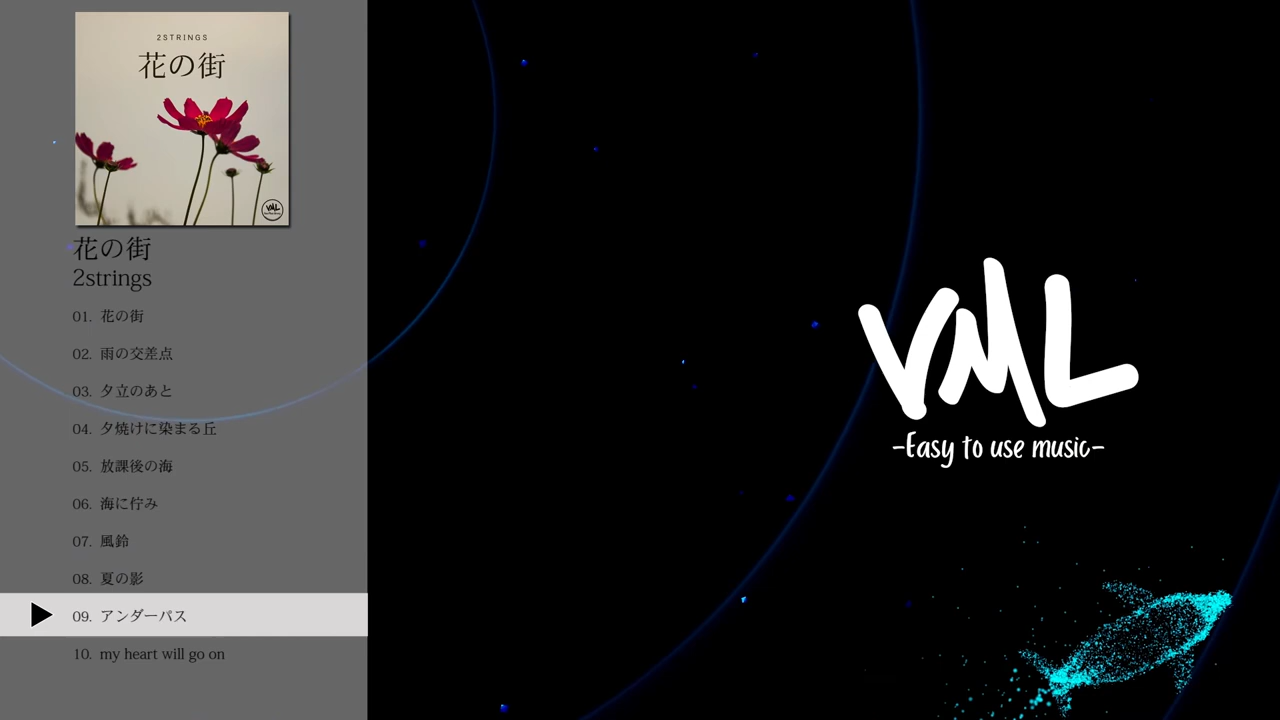 2STRINGS
花の街
VML
花の街
2strings
01. 花の街
02. 雨の交差点
03. 夕立のあと
04. 夕焼けに染まる丘
05. 放課後の海
06. 海に佇み
07. 風鈴
08. 夏の影
09. アンダーパス
10. my heart will go on
VML
-Easy to use music-